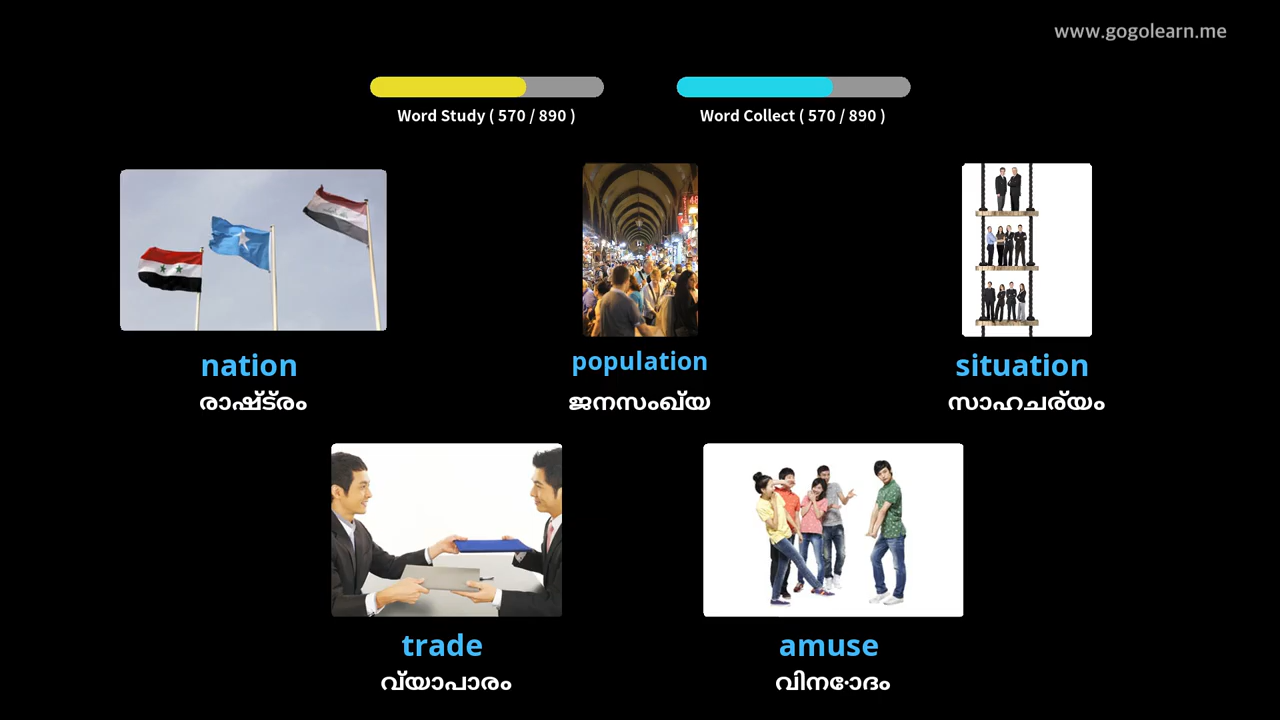 www.gogolearn.me
Word Study ( 570 / 890 )
Word Collect ( 570 / 890 )
nation
രാഷ്ട്രം
population
ജനസംഖ്യ
situation
സാഹചര്യം
trade
വ്യാപാരം
amuse
വിനോദം